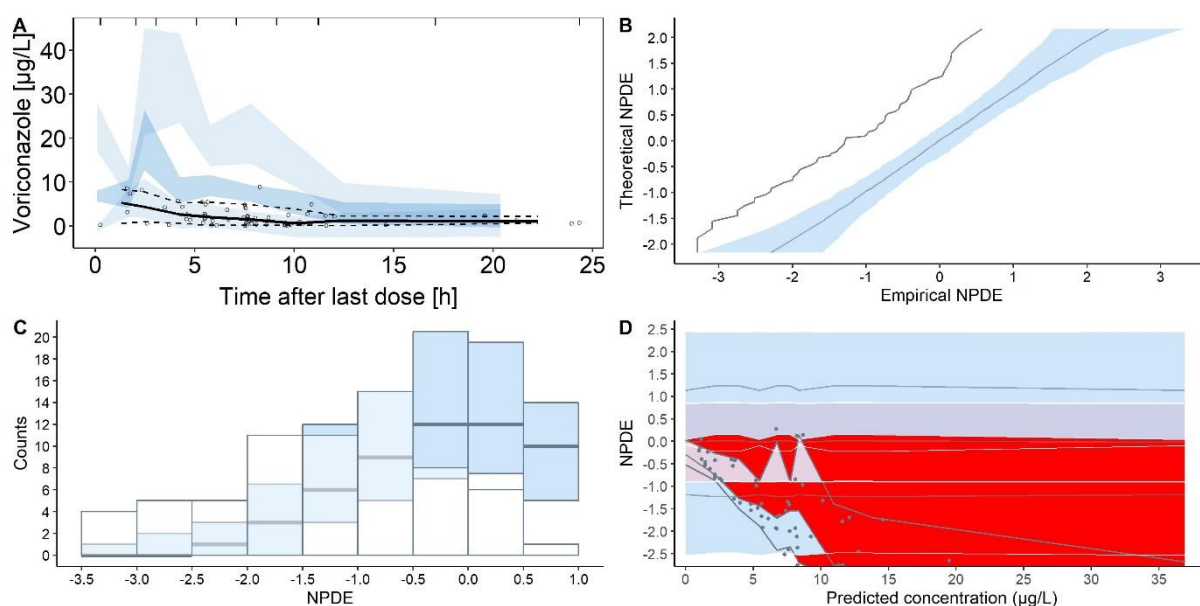 A
Voriconazole [µg/L]
40
30
20
10
0
0 5 10 15 20 25
Time after last dose [h]
B
Theoretical NPDE
2.0
1.5
1.0
0.5
0.0
-0.5
-1.0
-1.5
-2.0
-3 -2 -1 0 1 2 3
Empirical NPDE
C
Counts
20
18
16
14
12
10
8
6
4
2
0
-3.5 -3.0 -2.5 -2.0 -1.5 -1.0 -0.5 0.0 0.5 1.0
NPDE
D
NPDE
2.5
2.0
1.5
1.0
0.5
0.0
-0.5
-1.0
-1.5
-2.0
-2.5
0 5 10 15 20 25 30 35
Predicted concentration (µg/L)